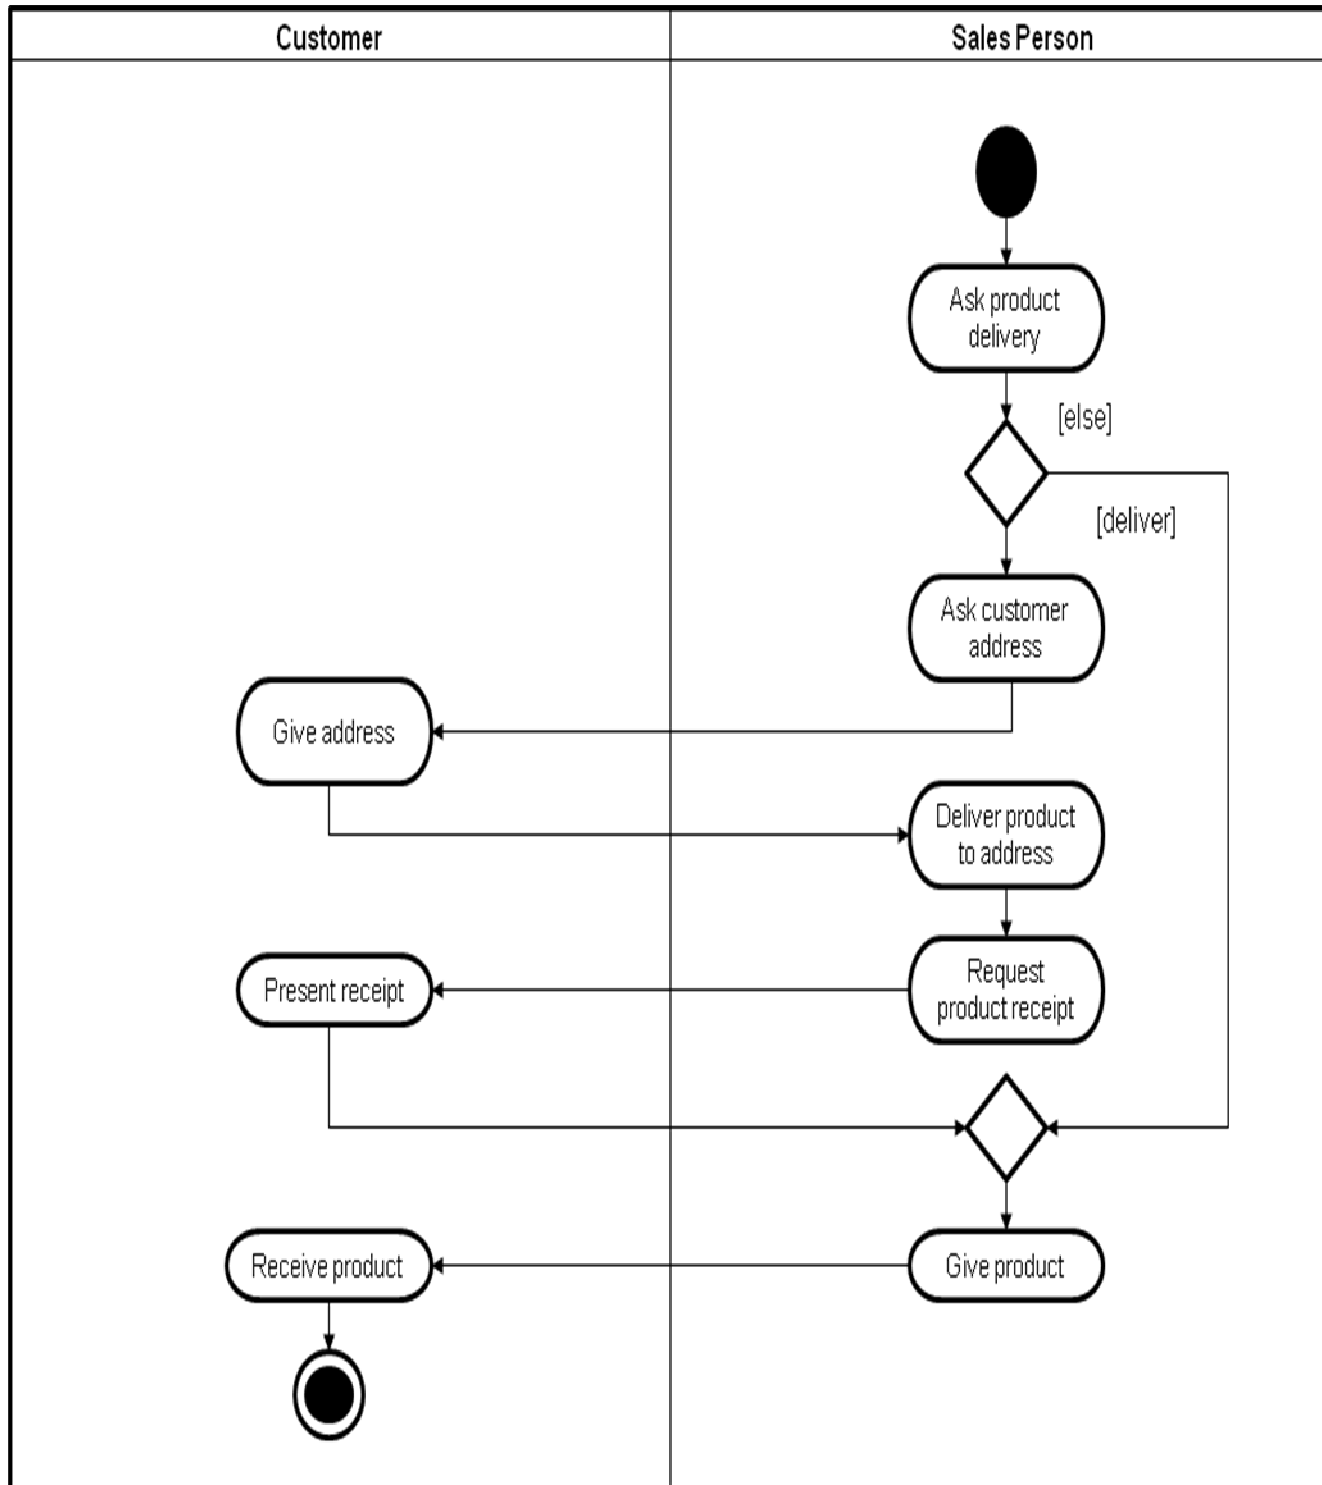 Customer
Sales Person
Ask product
delivery
[else]
[deliver]
Ask customer
address
Give address
Deliver product
to address
Request
product receipt
Present receipt
Give product
Receive product